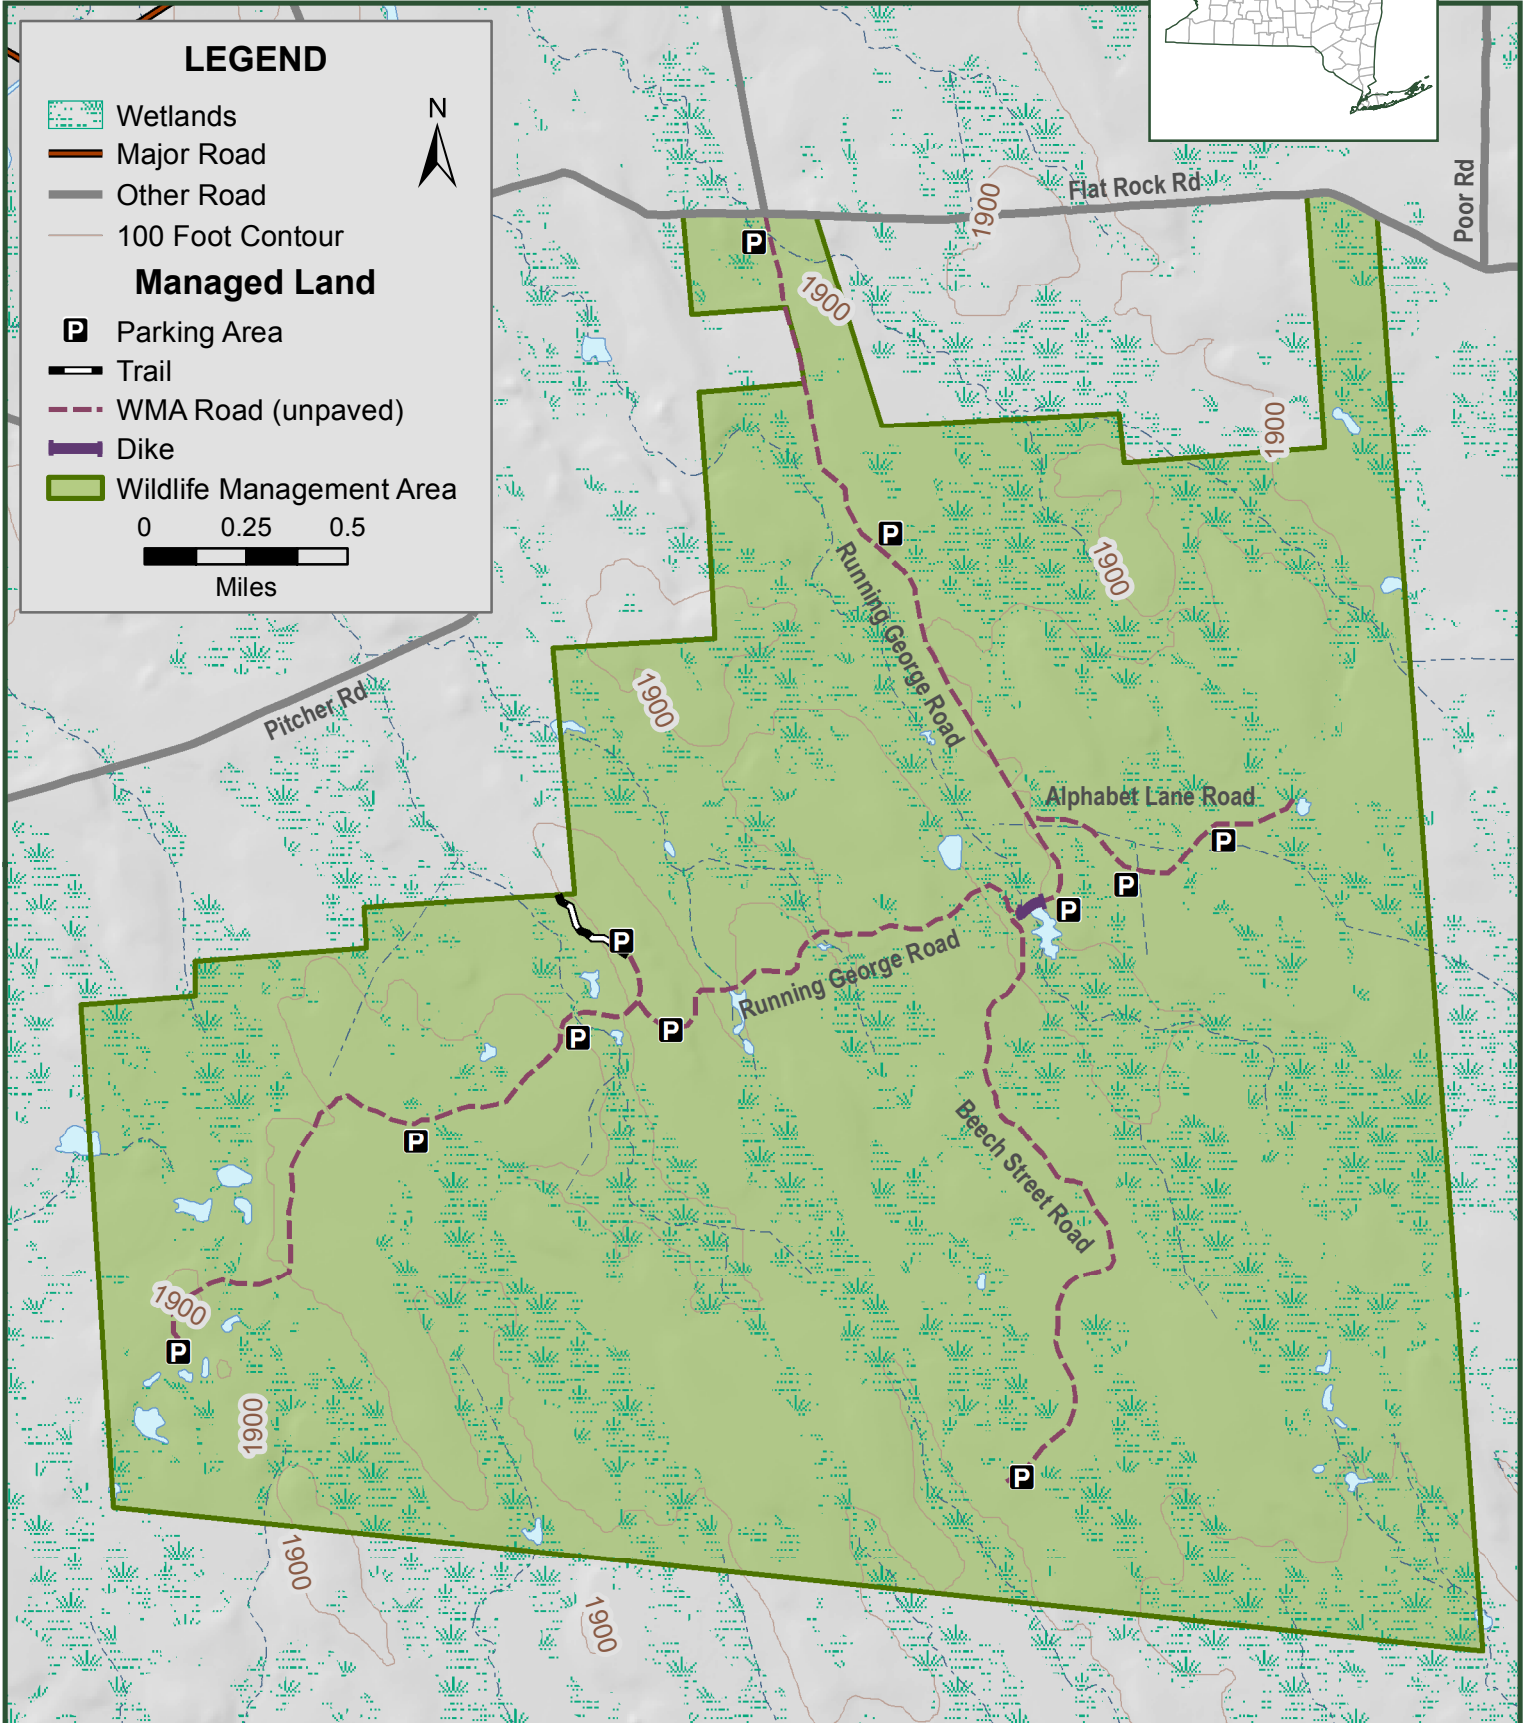 LEGEND
N
Wetlands
Major Road
Other Road
100 Foot Contour
Managed Land
P Parking Area
Trail
WMA Road (unpaved)
Dike
Wildlife Management Area
0 0.25 0.5
Miles
Flat Rock Rd
Poor Rd
1900
P
1900
1900
P
1900
Running George Road
1900
Pitcher Rd
Alphabet Lane Road
P
P
P
P
Running George Road
P
P
P
Beech Street Road
1900
P
1900
P
1900
1900